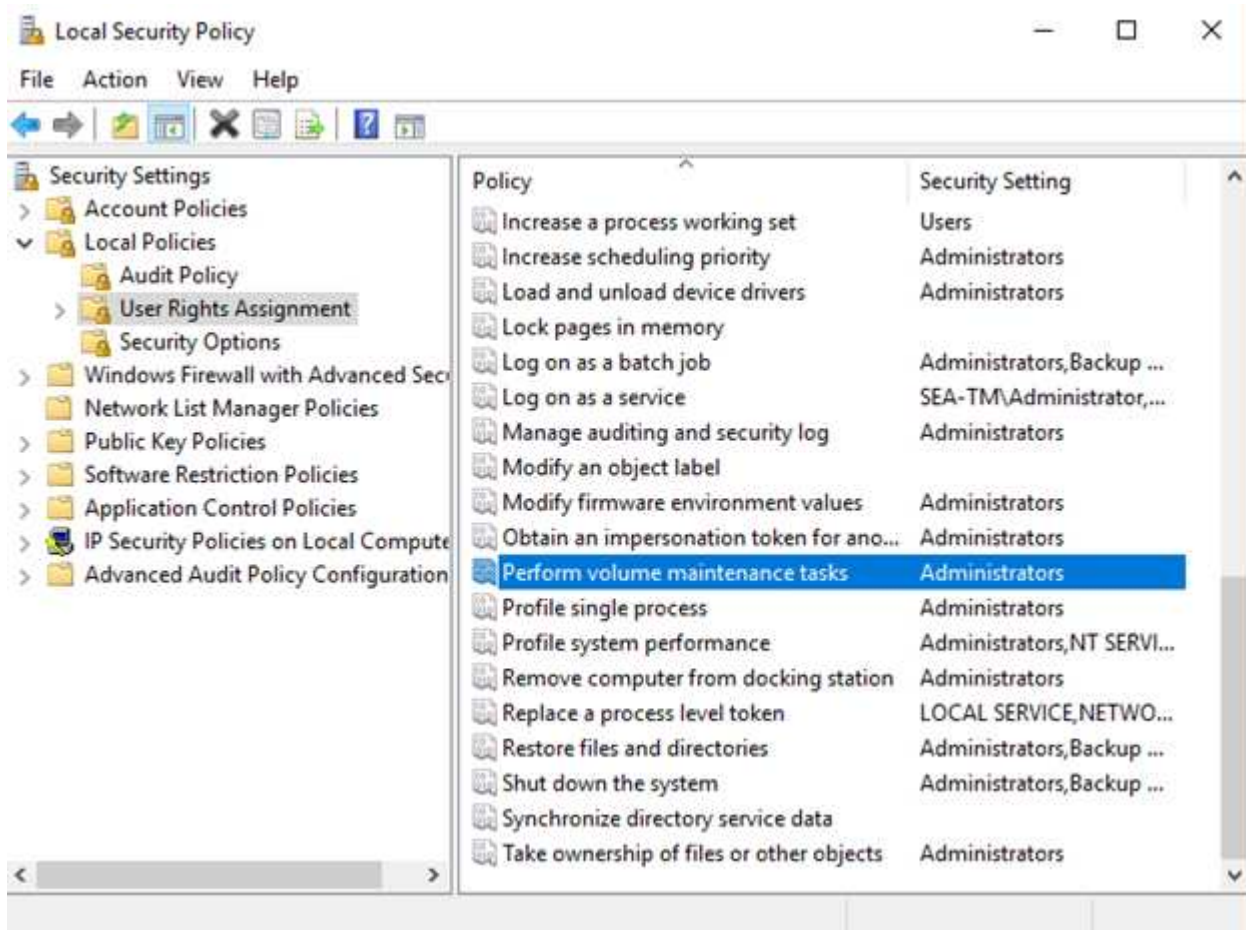 Local Security Policy
File Action View Help
Security Settings
Account Policies
Local Policies
Audit Policy
User Rights Assignment
Security Options
Windows Firewall with Advanced Sec
Network List Manager Policies
Public Key Policies
Software Restriction Policies
Application Control Policies
IP Security Policies on Local Compute
Advanced Audit Policy Configuration
Policy Security Setting
Increase a process working set Users
Increase scheduling priority Administrators
Load and unload device drivers Administrators
Lock pages in memory
Log on as a batch job Administrators,Backup ...
Log on as a service SEA-TM\Administrator,...
Manage auditing and security log Administrators
Modify an object label
Modify firmware environment values Administrators
Obtain an impersonation token for ano... Administrators
Perform volume maintenance tasks Administrators
Profile single process Administrators
Profile system performance Administrators,NT SERVI...
Remove computer from docking station Administrators
Replace a process level token LOCAL SERVICE,NETWO...
Restore files and directories Administrators,Backup ...
Shut down the system Administrators,Backup ...
Synchronize directory service data
Take ownership of files or other objects Administrators